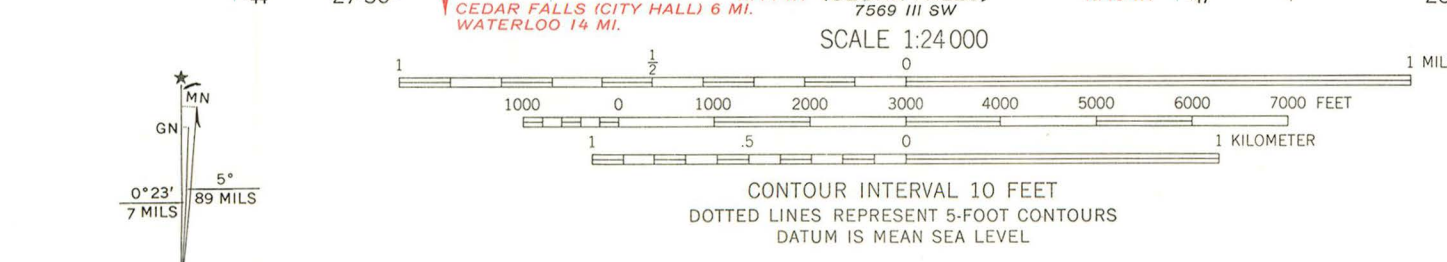 27'30"
CEDAR FALLS (CITY HALL) 6 MI.
WATERLOO 14 MI.
7569 III SW
SCALE 1:24 000
1 1/2 0 1 MIL
1000 0 1000 2000 3000 4000 5000 6000 7000 FEET
1 .5 0 1 KILOMETER
MN
GN
0°23'
7 MILS
5°
89 MILS
CONTOUR INTERVAL 10 FEET
DOTTED LINES REPRESENT 5-FOOT CONTOURS
DATUM IS MEAN SEA LEVEL